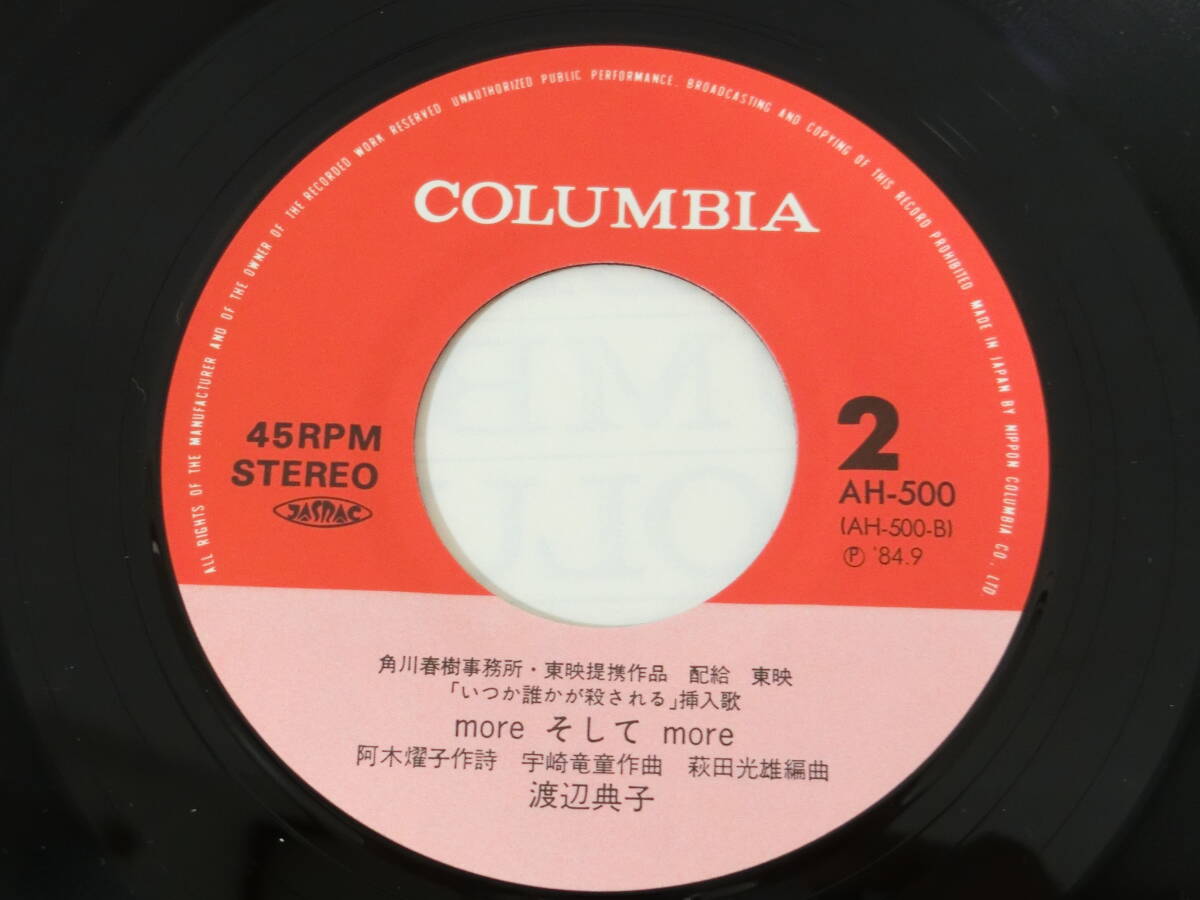 ALL RIGHTS OF THE MANUFACTURER AND OF THE OWNER OF THE RECORDED WORK RESERVED UNAUTHORIZED PUBLIC PERFORMANCE. BROADCASTING AND COPYING OF THIS RECORD PROHIBITED MADE IN JAPAN BY NIPPON COLUMBIA CO., LTD.
COLUMBIA
45RPM
STEREO
JASRAC
2
AH-500
(AH-500-B)
Ⓟ '84.9
角川春樹事務所・東映提携作品 配給 東映
「いつか誰かが殺される」挿入歌
more そして more
阿木燿子作詩 宇崎竜童作曲 萩田光雄編曲
渡辺典子